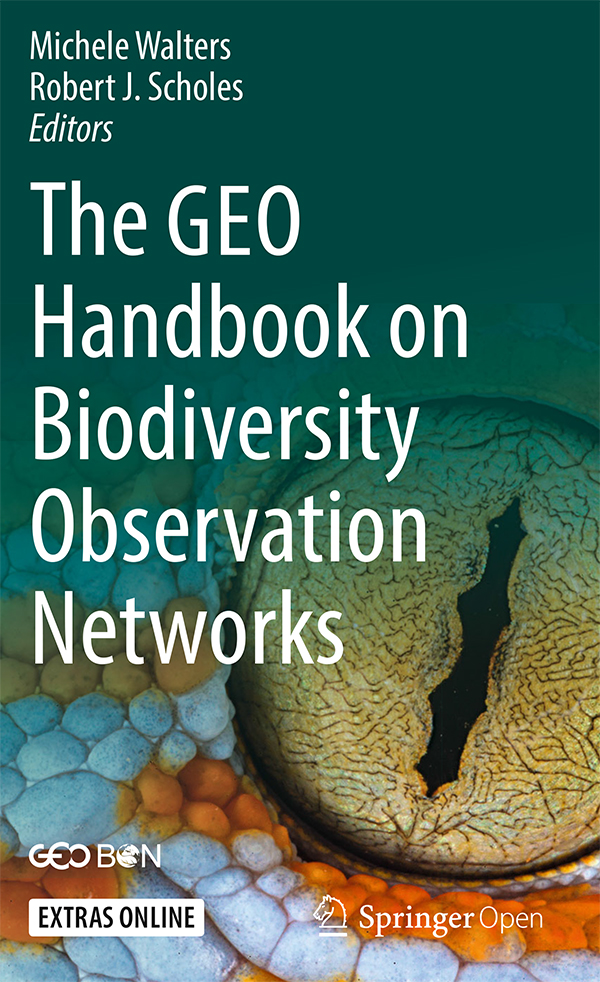 Michele Walters
Robert J. Scholes
Editors
The GEO
Handbook on
Biodiversity
Observation
Networks
GEO BON
EXTRAS ONLINE
Springer Open